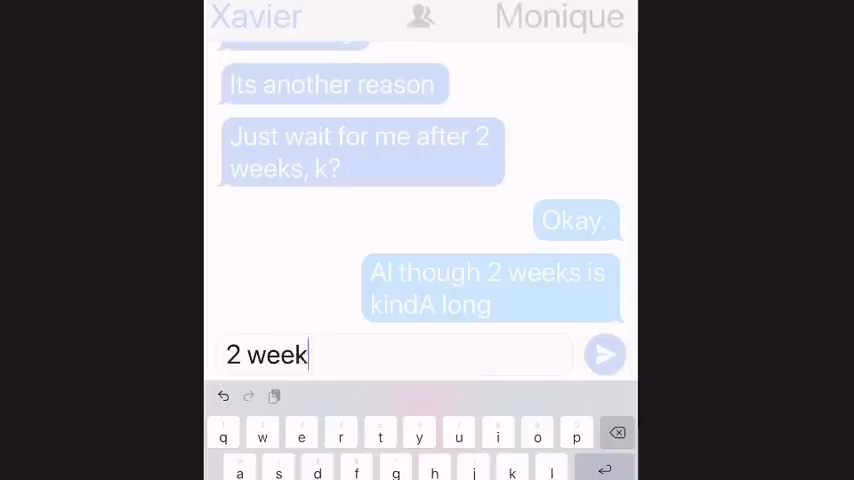 Xavier Monique
Its another reason
Just wait for me after 2
weeks, k?
Okay.
Al though 2 weeks is
kindA long
2 week
q w e r t y u i o p
a s d f g h j k l